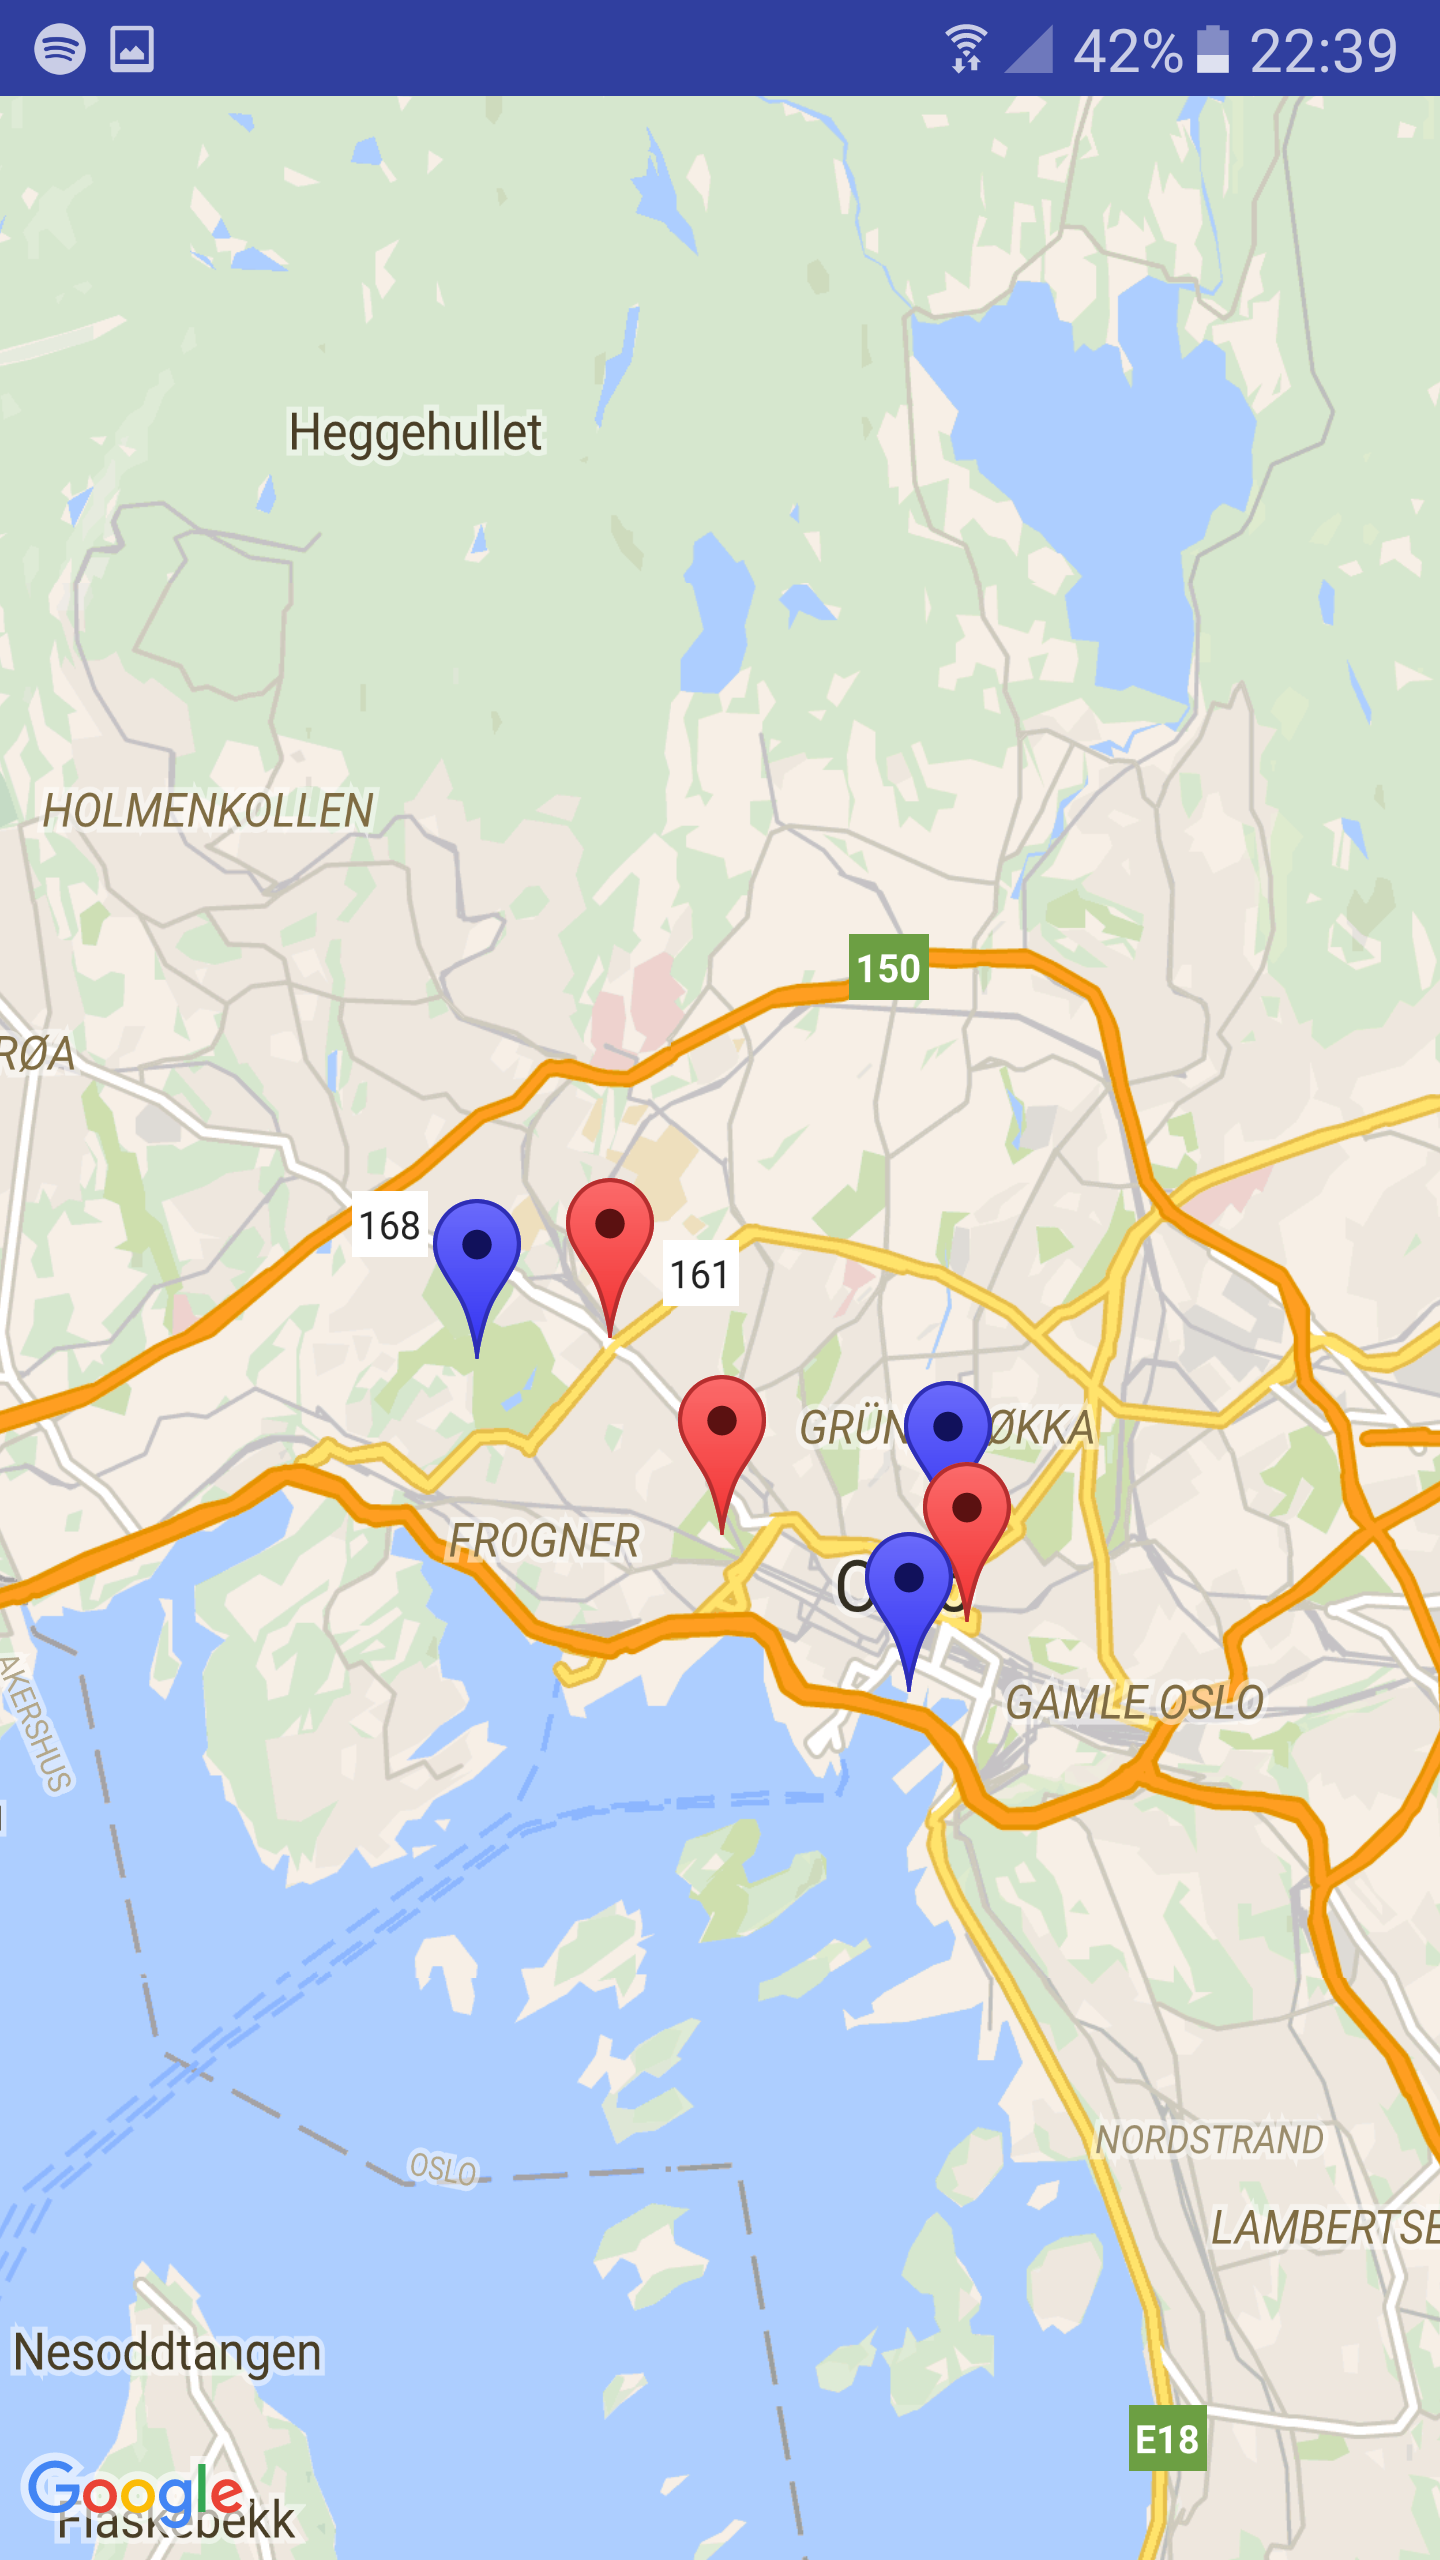 42% 22:39
Heggehullet
HOLMENKOLLEN
150
RØA
168
161
GRÜN ØKKA
FROGNER
GAMLE OSLO
AKERSHUS
NORDSTRAND
OSLO
LAMBERTSE
Nesoddtangen
E18
Google
Flaskebekk